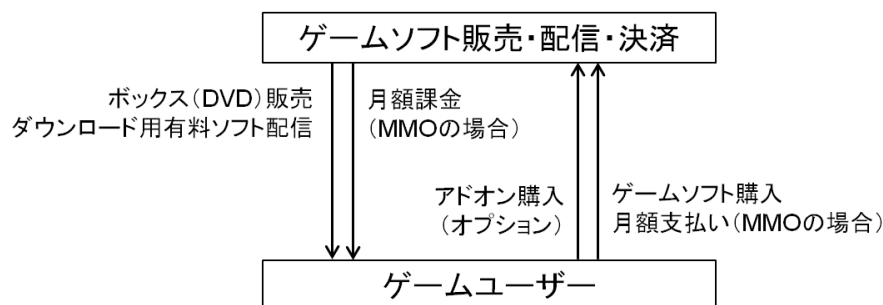 ゲームソフト販売・配信・決済
ボックス(DVD)販売
ダウンロード用有料ソフト配信
月額課金
(MMOの場合)
アドオン購入
(オプション)
ゲームソフト購入
月額支払い(MMOの場合)
ゲームユーザー